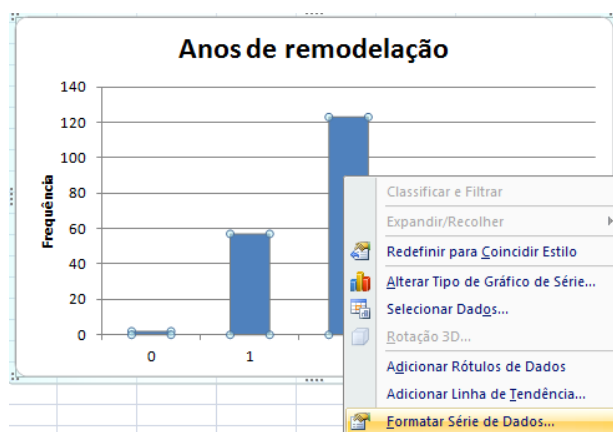 Anos de remodelação
140
120
100
80
60
40
20
0
Frequência
0 1
Classificar e Filtrar
Expandir/Recolher
Redefinir para Coincidir Estilo
Alterar Tipo de Gráfico de Série...
Selecionar Dados...
Rotação 3D...
Adicionar Rótulos de Dados
Adicionar Linha de Tendência...
Formatar Série de Dados...